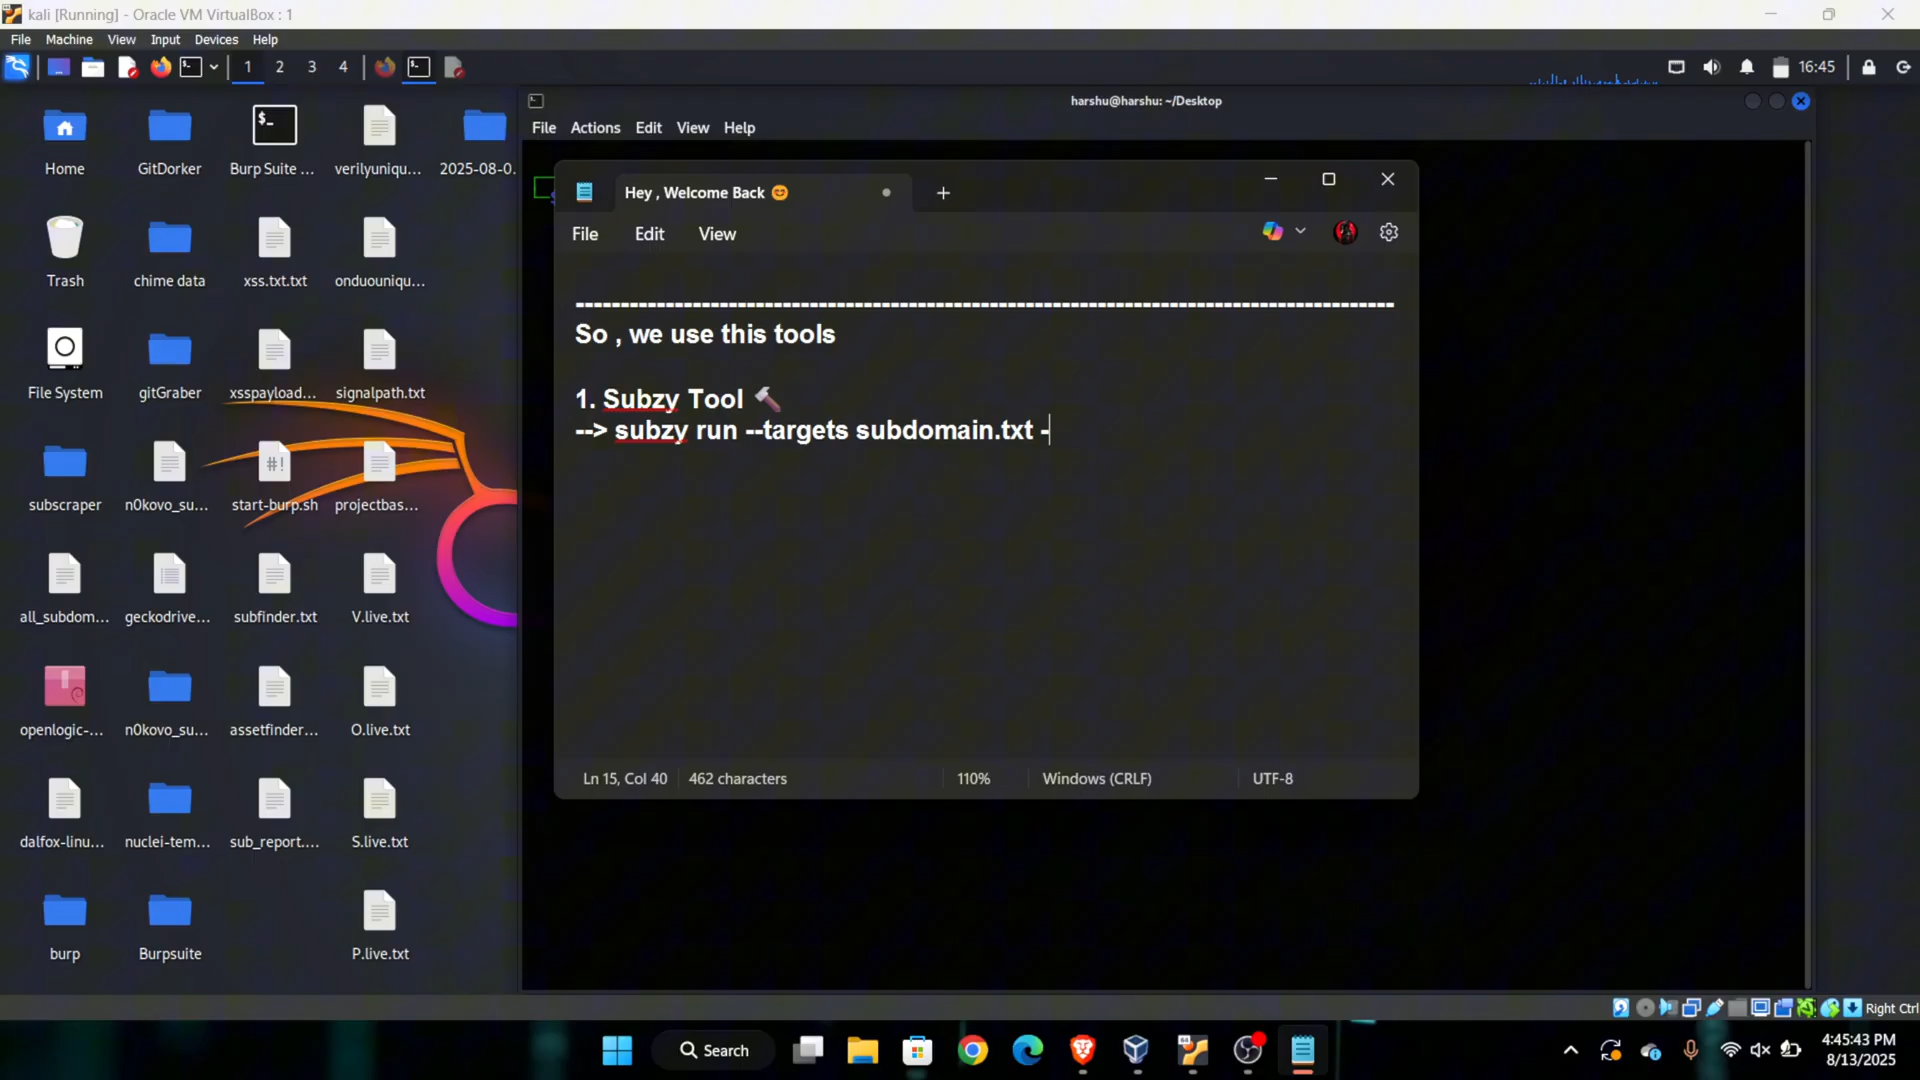 kali [Running] - Oracle VM VirtualBox : 1
File Machine View Input Devices Help
1 2 3 4
16:45
harshu@harshu: ~/Desktop
File Actions Edit View Help
Home
GitDorker
Burp Suite ...
verilyuniqu...
2025-08-0.
Trash
chime data
xss.txt.txt
onduouniqu...
File System
gitGraber
xsspayload...
signalpath.txt
subscraper
n0kovo_su...
start-burp.sh
projectbas...
all_subdom...
geckodrive...
subfinder.txt
V.live.txt
openlogic-...
n0kovo_su...
assetfinder...
O.live.txt
dalfox-linu...
nuclei-tem...
sub_report....
S.live.txt
burp
Burpsuite
P.live.txt
Hey , Welcome Back 😊
File Edit View
-------------------------------------------------------------------------------------------
So , we use this tools
1. Subzy Tool 🔨
--> subzy run --targets subdomain.txt -
Ln 15, Col 40 462 characters 110% Windows (CRLF) UTF-8
Right Ctrl
Search
4:45:43 PM
8/13/2025